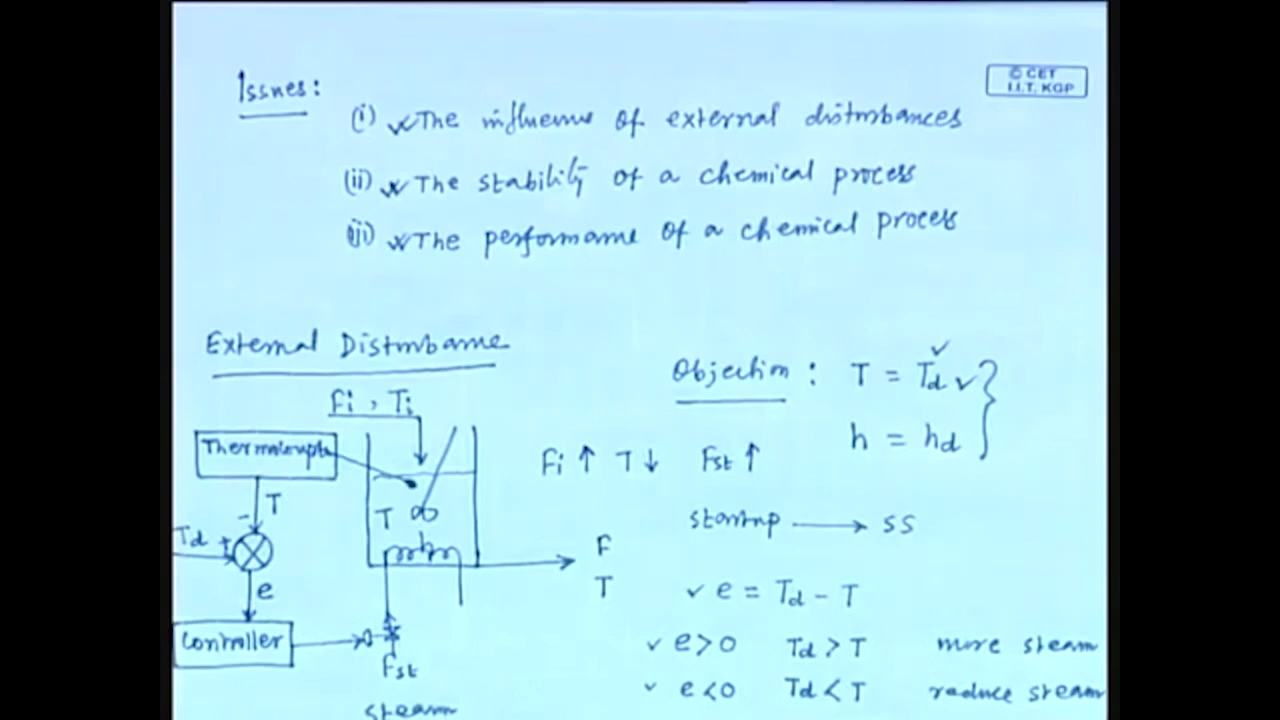 Issues:
© CET
I.I.T. KGP
(i) The influence of external disturbances
(ii) The stability of a chemical process
(iii) The performance of a chemical process
External Disturbance
Objection : T = Td
h = hd
Fi, Ti
Thermocouple
Fi ↑ T ↓ Fst ↑
T
T
Td
-
+
startup → SS
F
T
e
e = Td - T
Controller
e > 0 Td > T more steam
Fst
e < 0 Td < T reduce steam
steam